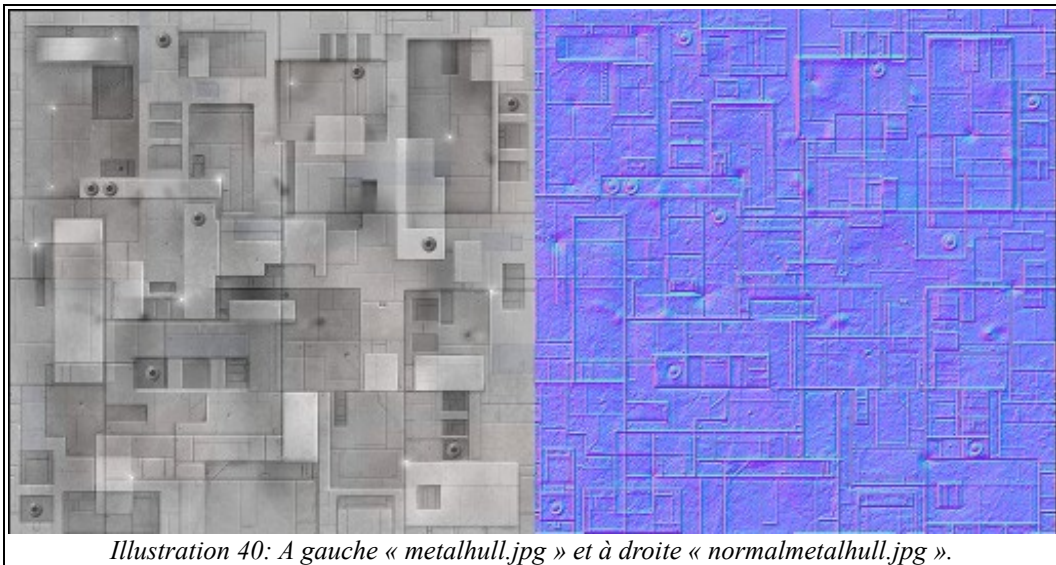 Illustration 40: A gauche « metalhull.jpg » et à droite « normalmetalhull.jpg ».